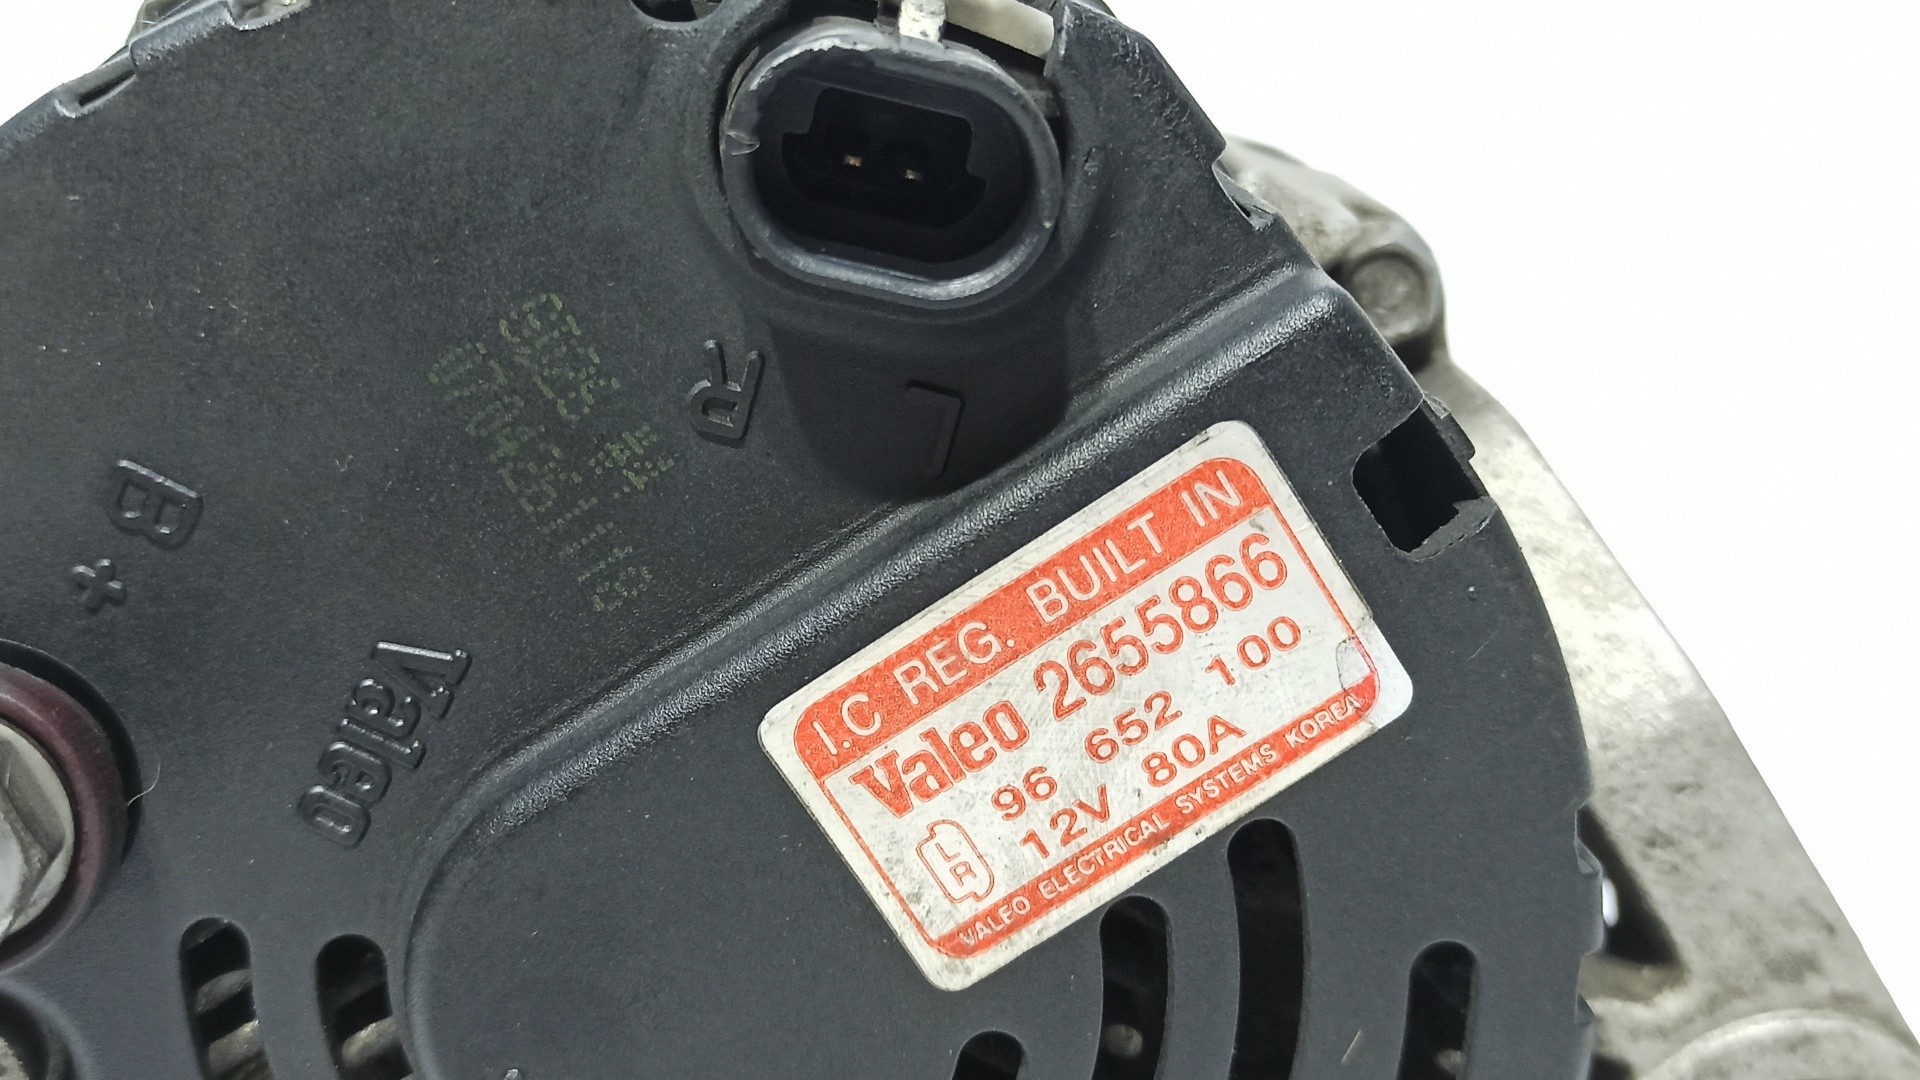 R
L
B+
Valeo
I.C REG. BUILT IN
Valeo 2655866
96 652 100
12V 80A
L
R
VALEO ELECTRICAL SYSTEMS KOREA